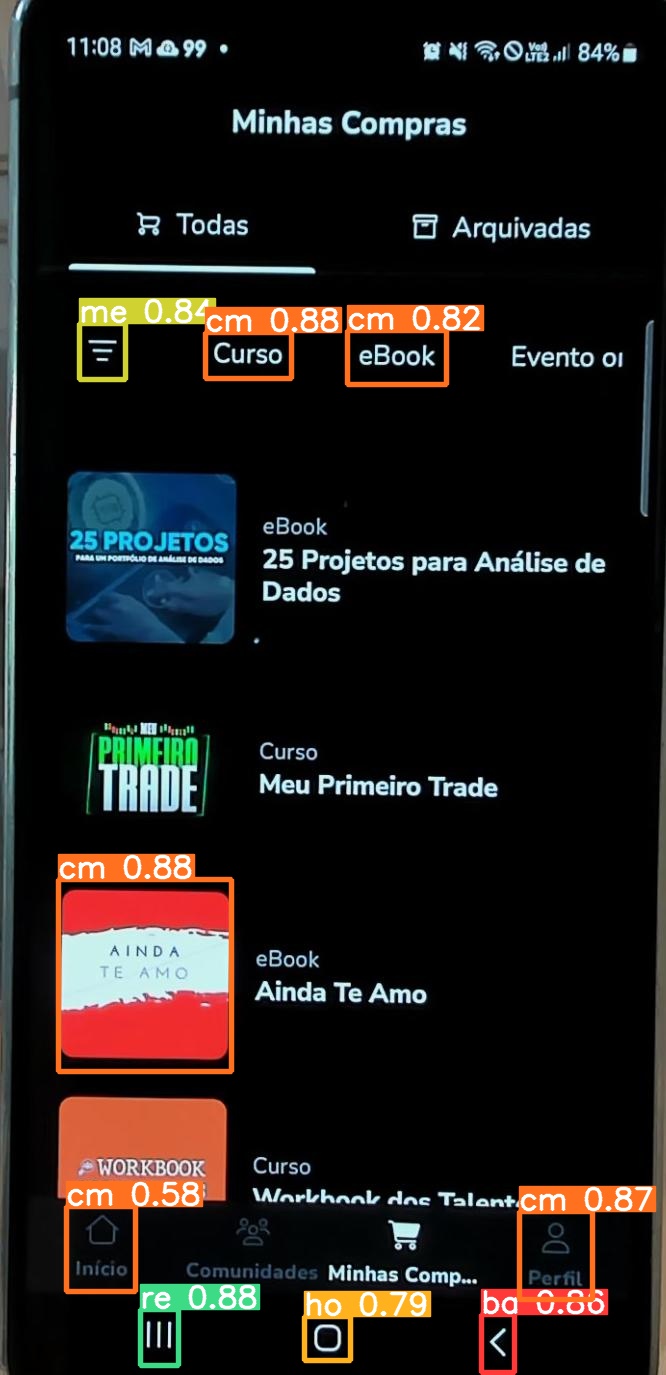 11:08 99 84%
Minhas Compras
Todas Arquivadas
me 0.84 cm 0.88 cm 0.82
Curso eBook Evento
25 PROJETOS
PARA UM PORTFÓLIO DE ANÁLISE DE DADOS
eBook
25 Projetos para Análise de
Dados
MEU
PRIMEIRO
TRADE
Curso
Meu Primeiro Trade
cm 0.88
AINDA
TE AMO
eBook
Ainda Te Amo
WORKBOOK
Curso
Workbook dos Talent
cm 0.58 cm 0.87
Início Comunidades Minhas Comp... Perfil
re 0.88 ho 0.79 ba 0.86